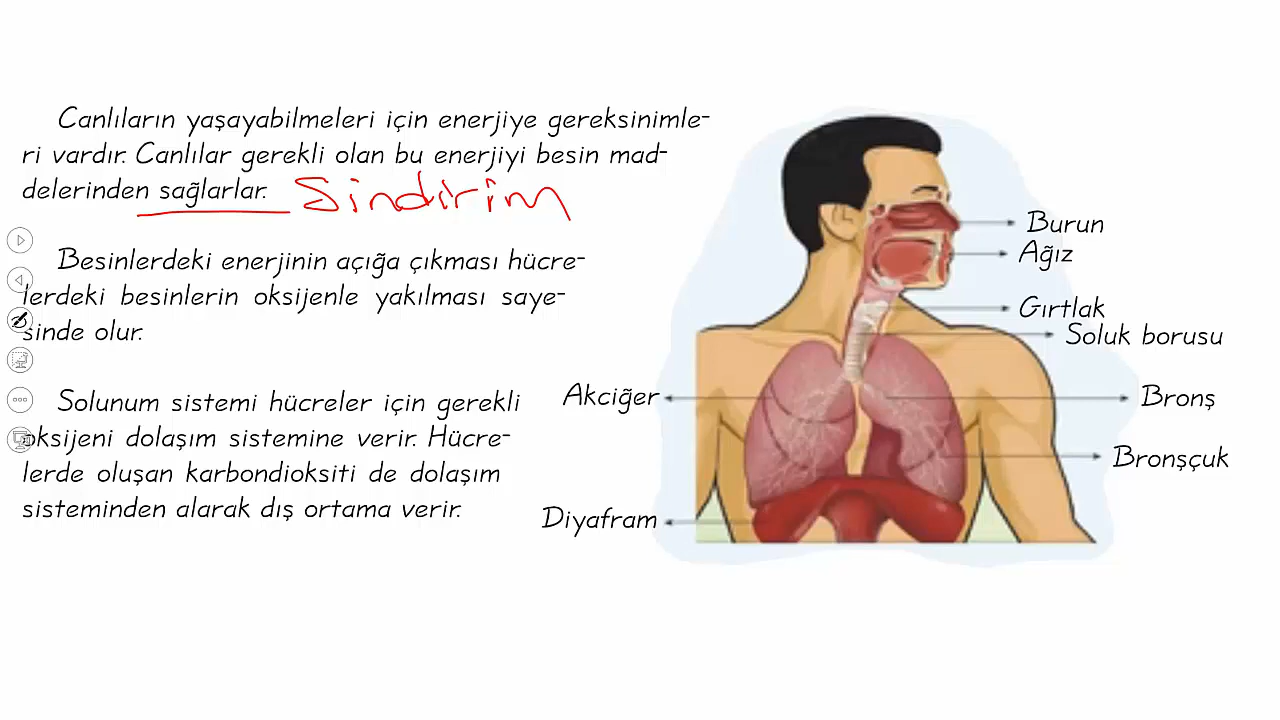 Canlıların yaşayabilmeleri için enerjiye gereksinimle-
ri vardır. Canlılar gerekli olan bu enerjiyi besin mad-
delerinden sağlarlar. Sindirim
Besinlerdeki enerjinin açığa çıkması hücre-
lerdeki besinlerin oksijenle yakılması saye-
sinde olur.
Solunum sistemi hücreler için gerekli
oksijeni dolaşım sistemine verir. Hücre-
lerde oluşan karbondioksiti de dolaşım
sisteminden alarak dış ortama verir.
Burun
Ağız
Gırtlak
Soluk borusu
Akciğer
Bronş
Bronşçuk
Diyafram